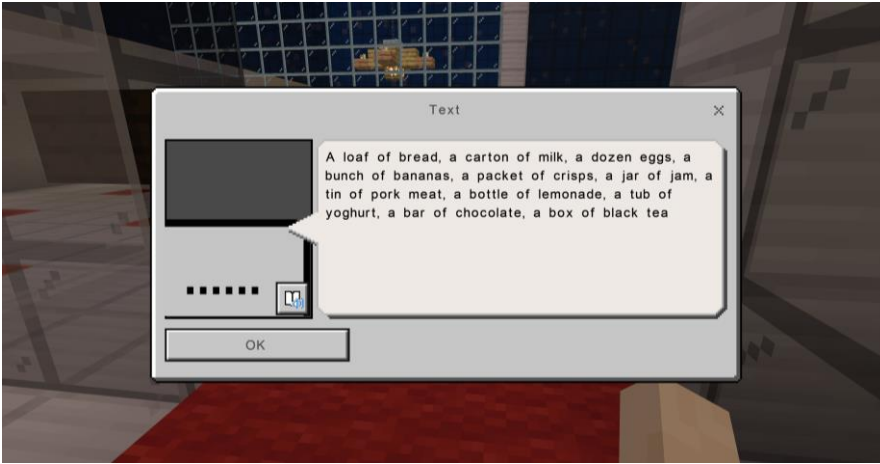 Text
A loaf of bread, a carton of milk, a dozen eggs, a
bunch of bananas, a packet of crisps, a jar of jam, a
tin of pork meat, a bottle of lemonade, a tub of
yoghurt, a bar of chocolate, a box of black tea
OK